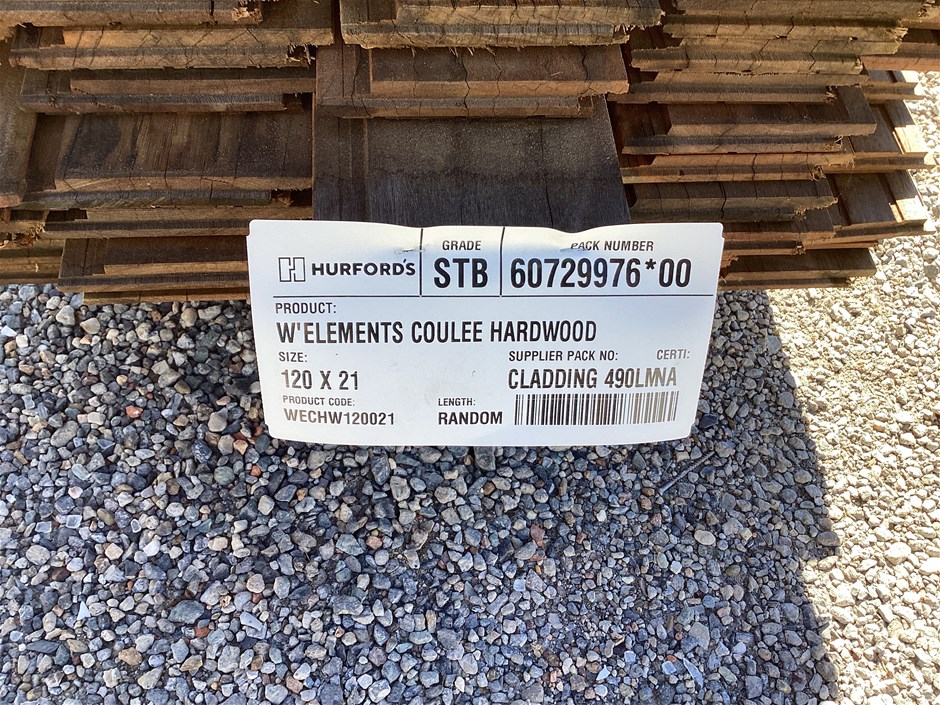 HURFORD'S
GRADE
STB
PACK NUMBER
60729976*00
PRODUCT:
W'ELEMENTS COULEE HARDWOOD
SIZE:
120 X 21
SUPPLIER PACK NO: CERTI:
CLADDING 490LMNA
PRODUCT CODE:
WECHW120021
LENGTH:
RANDOM